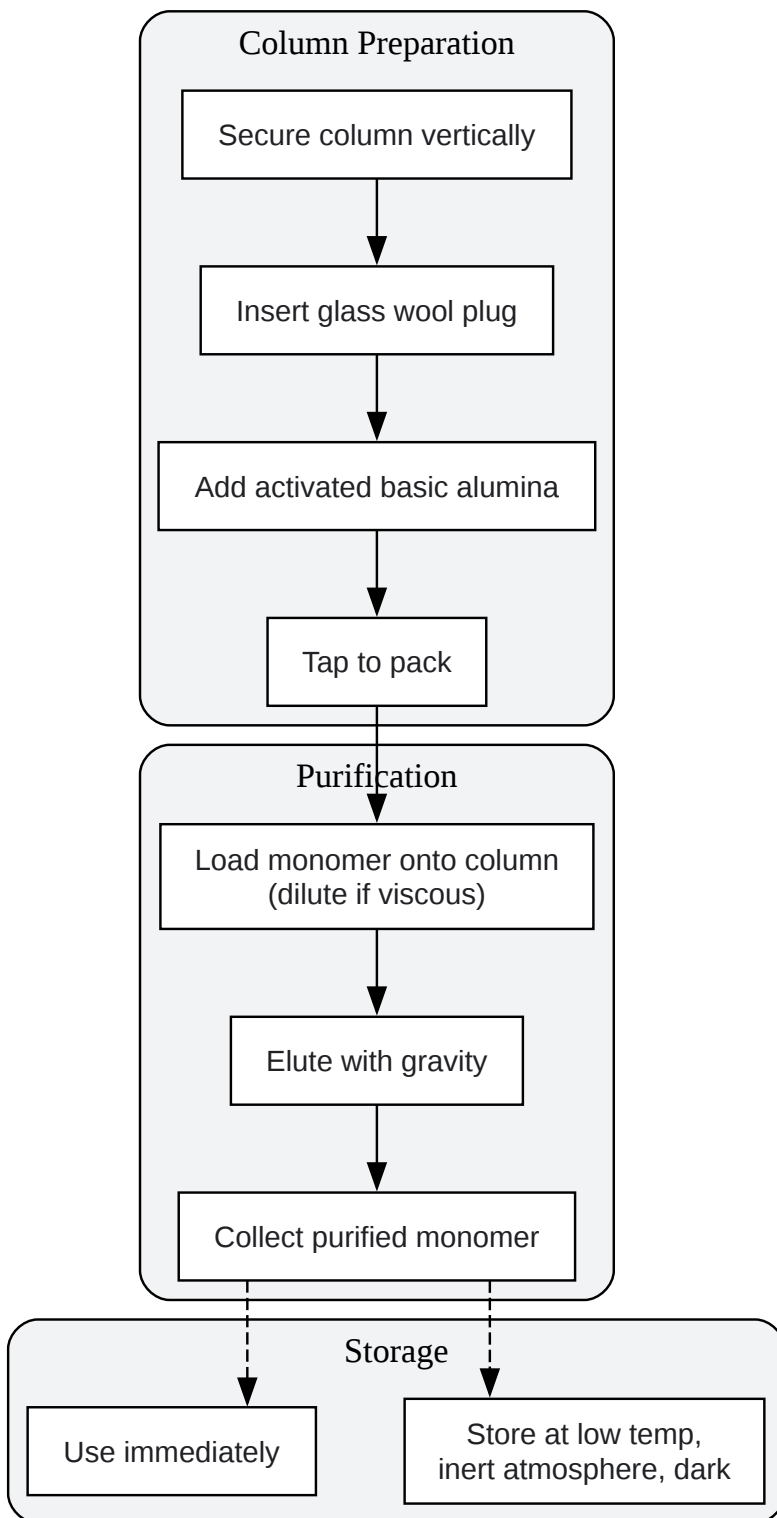 Column Preparation
Secure column vertically
Insert glass wool plug
Add activated basic alumina
Tap to pack
Purification
Load monomer onto column
(dilute if viscous)
Elute with gravity
Collect purified monomer
Storage
Use immediately
Store at low temp,
inert atmosphere, dark